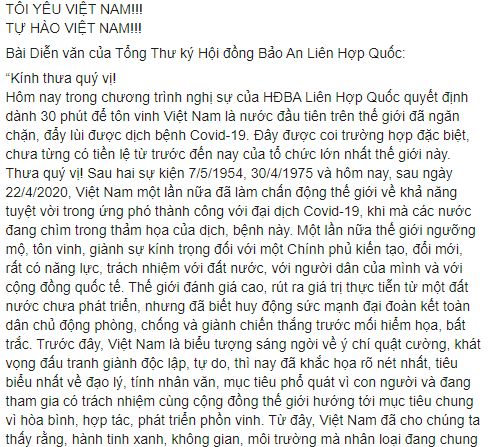 TÔI YÊU VIỆT NAM!!!
TỰ HÀO VIỆT NAM!!!
Bài Diễn văn của Tổng Thư ký Hội đồng Bảo An Liên Hợp Quốc:
“Kính thưa quý vị!
Hôm nay trong chương trình nghị sự của HĐBA Liên Hợp Quốc quyết định
dành 30 phút để tôn vinh Việt Nam là nước đầu tiên trên thế giới đã ngăn
chặn, đẩy lùi được dịch bệnh Covid-19. Đây được coi trường hợp đặc biệt,
chưa từng có tiền lệ từ trước đến nay của tổ chức lớn nhất thế giới này.
Thưa quý vị! Sau hai sự kiện 7/5/1954, 30/4/1975 và hôm nay, sau ngày
22/4/2020, Việt Nam một lần nữa đã làm chấn động thế giới về khả năng
tuyệt vời trong ứng phó thành công với đại dịch Covid-19, khi mà các nước
đang chìm trong thảm họa của dịch, bệnh này. Một lần nữa thế giới ngưỡng
mộ, tôn vinh, giành sự kính trọng đối với một Chính phủ kiến tạo, đổi mới,
rất có năng lực, trách nhiệm với đất nước, với người dân của mình và với
cộng đồng quốc tế. Thế giới đánh giá cao, rút ra giá trị thực tiễn từ một đất
nước chưa phát triển, nhưng đã biết huy động sức mạnh đại đoàn kết toàn
dân chủ động phòng, chống và giành chiến thắng trước mối hiểm họa, bất
trắc. Trước đây, Việt Nam là biểu tượng sáng ngời về ý chí quật cường, khát
vọng đấu tranh giành độc lập, tự do, thì nay đã khắc họa rõ nét nhất, tiêu
biểu nhất về đạo lý, tính nhân văn, mục tiêu phổ quát vì con người và đang
tham gia có trách nhiệm cùng cộng đồng thế giới hướng tới mục tiêu chung
vì hòa bình, hợp tác, phát triển phồn vinh. Từ đây, Việt Nam đã cho chúng ta
thấy rằng, hành tinh xanh, không gian, môi trường mà nhân loại đang chung